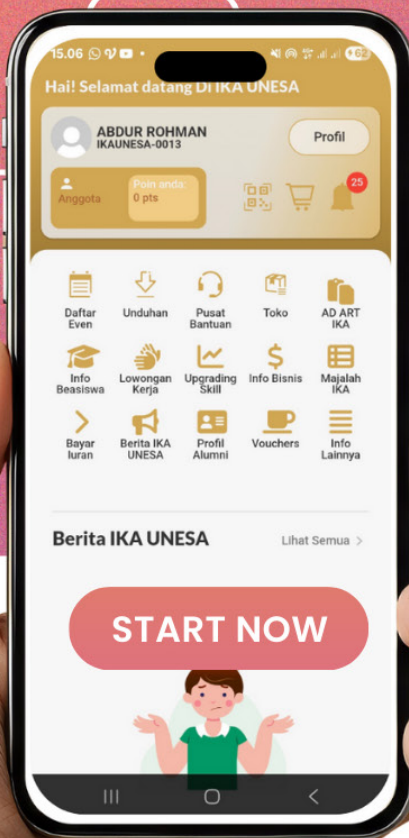 15.06
62
Hai! Selamat datang Di IKA UNESA
ABDUR ROHMAN
IKAUNESA-0013
Profil
Anggota
Poin anda:
0 pts
25
Daftar
Even
Unduhan
Pusat
Bantuan
Toko
AD ART
IKA
Info
Beasiswa
Lowongan
Kerja
Upgrading
Skill
Info Bisnis
Majalah
IKA
Bayar
Iuran
Berita IKA
UNESA
Profil
Alumni
Vouchers
Info
Lainnya
Berita IKA UNESA
Lihat Semua >
START NOW